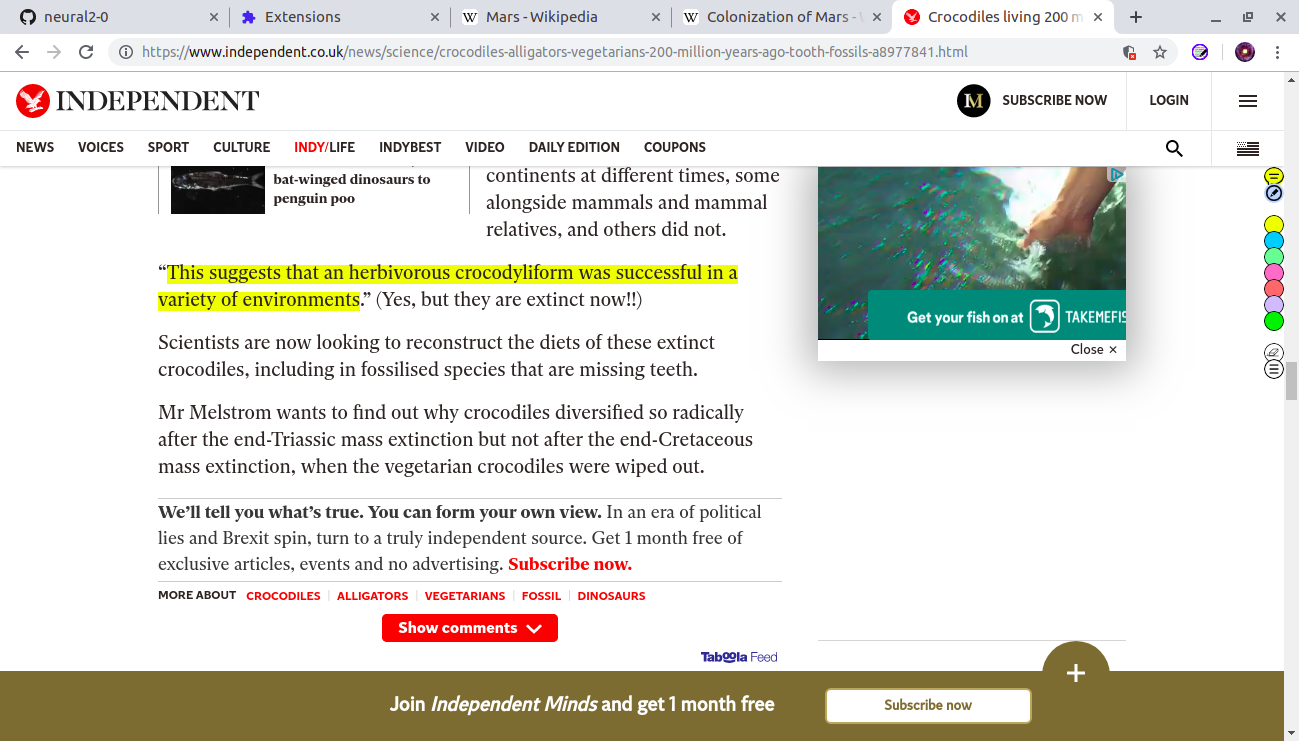 neural2-0
Extensions
Mars - Wikipedia
Colonization of Mars -
Crocodiles living 200 m
https://www.independent.co.uk/news/science/crocodiles-alligators-vegetarians-200-million-years-ago-tooth-fossils-a8977841.html
INDEPENDENT
IM
SUBSCRIBE NOW
LOGIN
NEWS
VOICES
SPORT
CULTURE
INDY/LIFE
INDYBEST
VIDEO
DAILY EDITION
COUPONS
bat-winged dinosaurs to
penguin poo
continents at different times, some
alongside mammals and mammal
relatives, and others did not.
“This suggests that an herbivorous crocodyliform was successful in a
variety of environments.” (Yes, but they are extinct now!!)
Scientists are now looking to reconstruct the diets of these extinct
crocodiles, including in fossilised species that are missing teeth.
Mr Melstrom wants to find out why crocodiles diversified so radically
after the end-Triassic mass extinction but not after the end-Cretaceous
mass extinction, when the vegetarian crocodiles were wiped out.
Get your fish on at TAKEMEFIS
Close ×
We’ll tell you what’s true. You can form your own view. In an era of political
lies and Brexit spin, turn to a truly independent source. Get 1 month free of
exclusive articles, events and no advertising. Subscribe now.
MORE ABOUT CROCODILES | ALLIGATORS | VEGETARIANS | FOSSIL | DINOSAURS
Show comments
Taboola Feed
Join Independent Minds and get 1 month free
Subscribe now